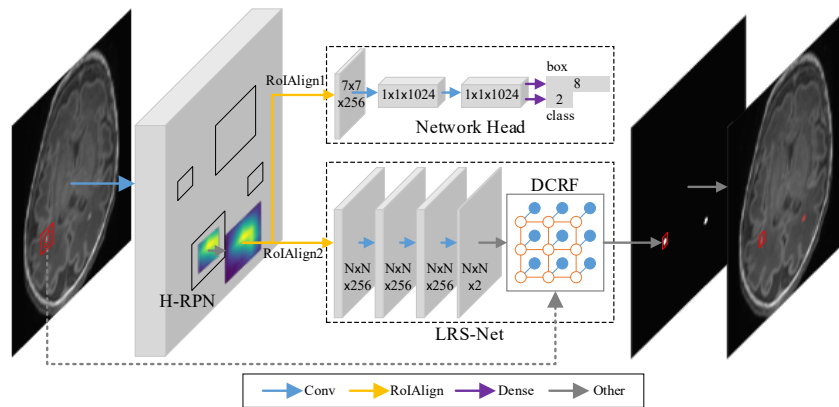 RoIAlign1
7x7
x256
1x1x1024
1x1x1024
box
8
2
class
Network Head
H-RPN
RoIAlign2
NxN
x256
NxN
x256
NxN
x256
NxN
x2
DCRF
LRS-Net
Conv
RoIAlign
Dense
Other